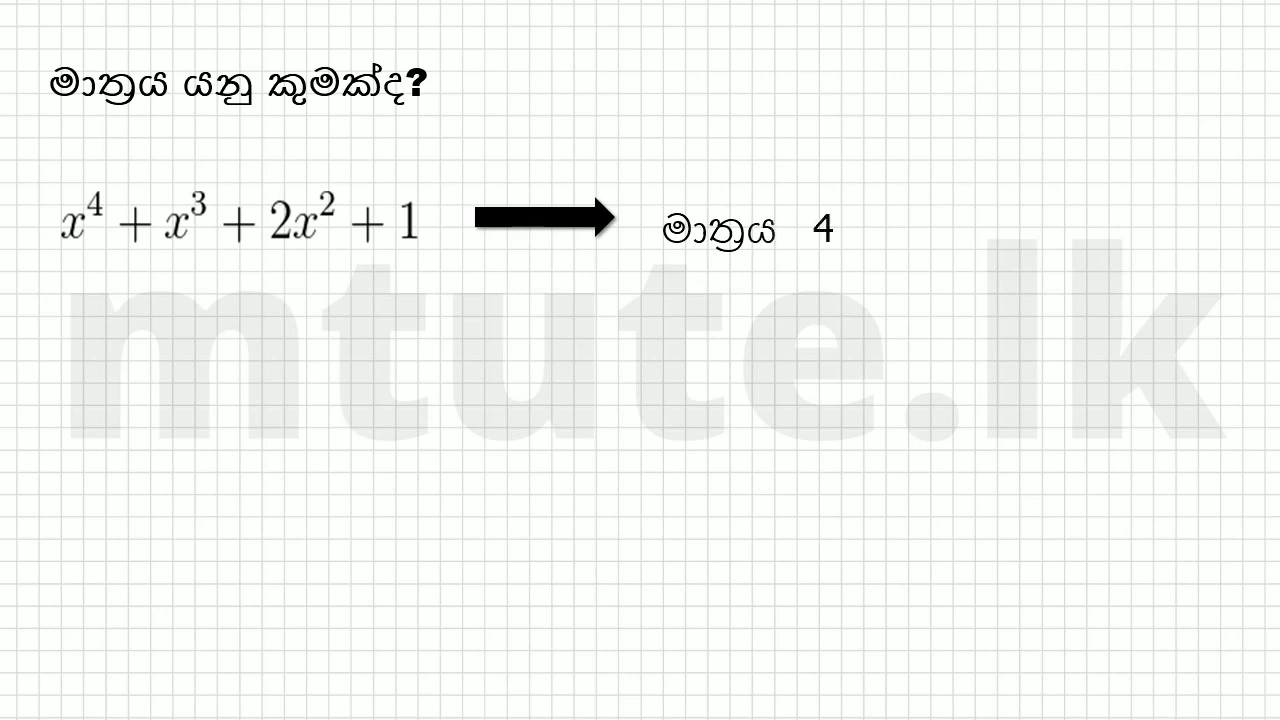 මාත්‍රය යනු කුමක්ද?
x⁴ + x³ + 2x² + 1 මාත්‍රය 4
mtute.lk